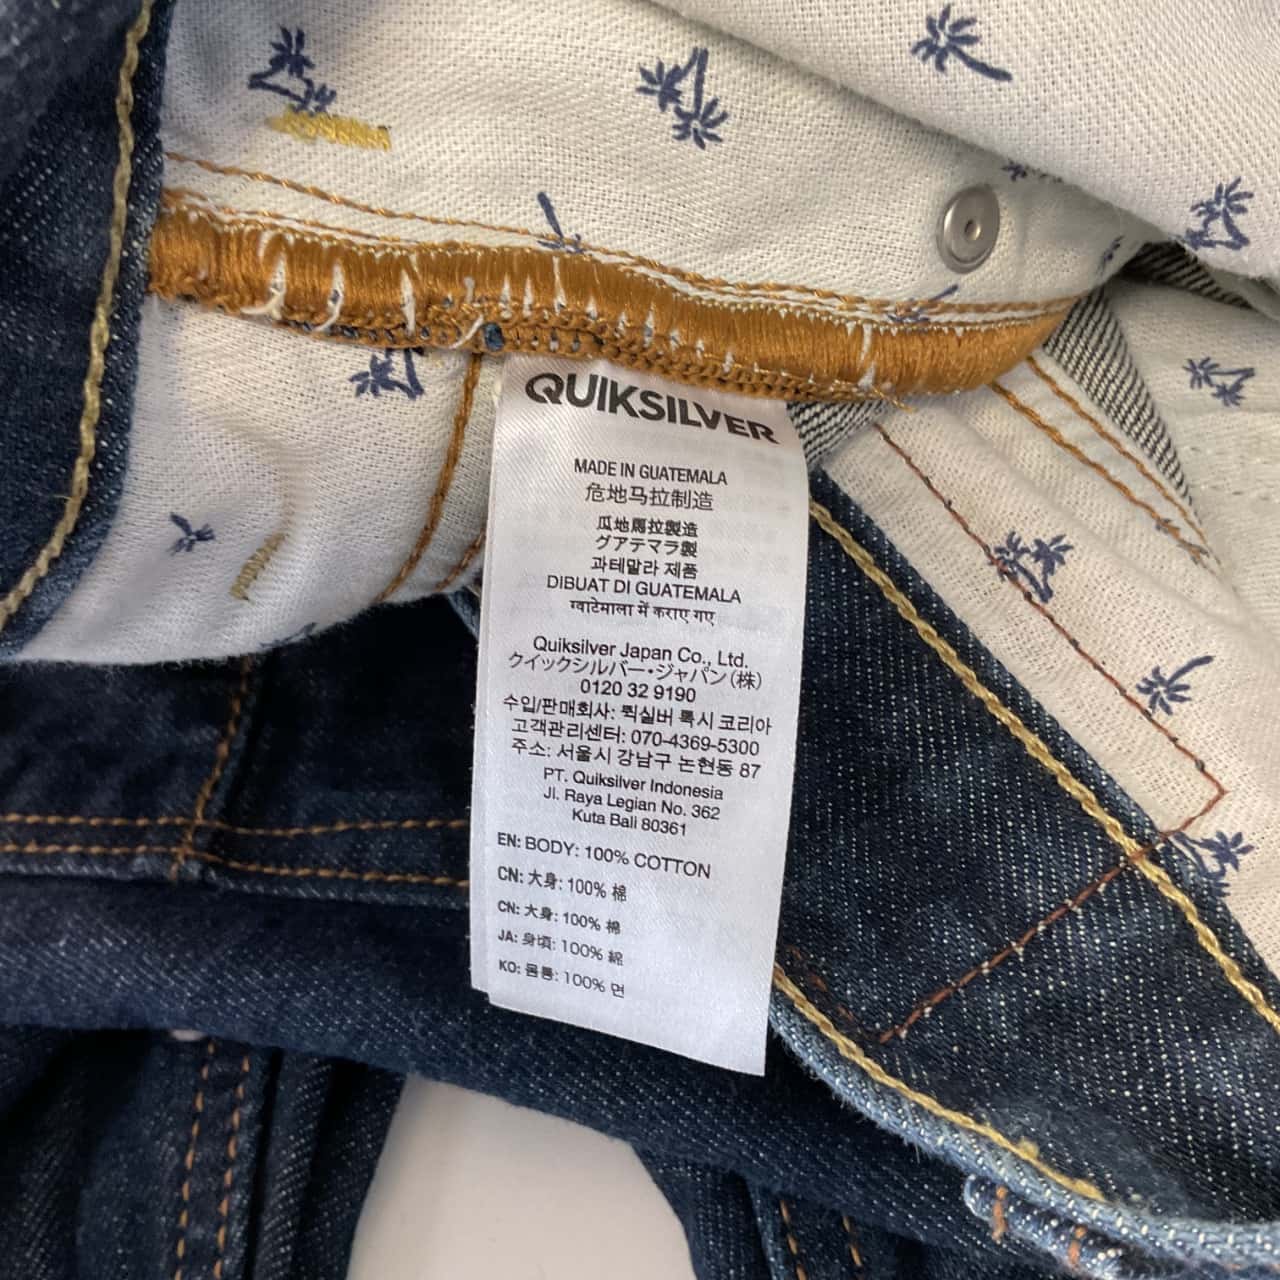 QUIKSILVER
MADE IN GUATEMALA
危地马拉制造
瓜地馬拉製造
グアテマラ製
과테말라 제품
DIBUAT DI GUATEMALA
ग्वाटेमाला में कराए गए
Quiksilver Japan Co., Ltd.
クイックシルバー・ジャパン(株)
0120 32 9190
수입/판매회사: 퀵실버 록시 코리아
고객관리센터: 070-4369-5300
주소: 서울시 강남구 논현동 87
PT. Quiksilver Indonesia
Jl. Raya Legian No. 362
Kuta Bali 80361
EN: BODY: 100% COTTON
CN: 大身: 100% 棉
CN: 大身: 100% 棉
JA: 身頃: 100% 綿
KO: 몸통: 100% 면